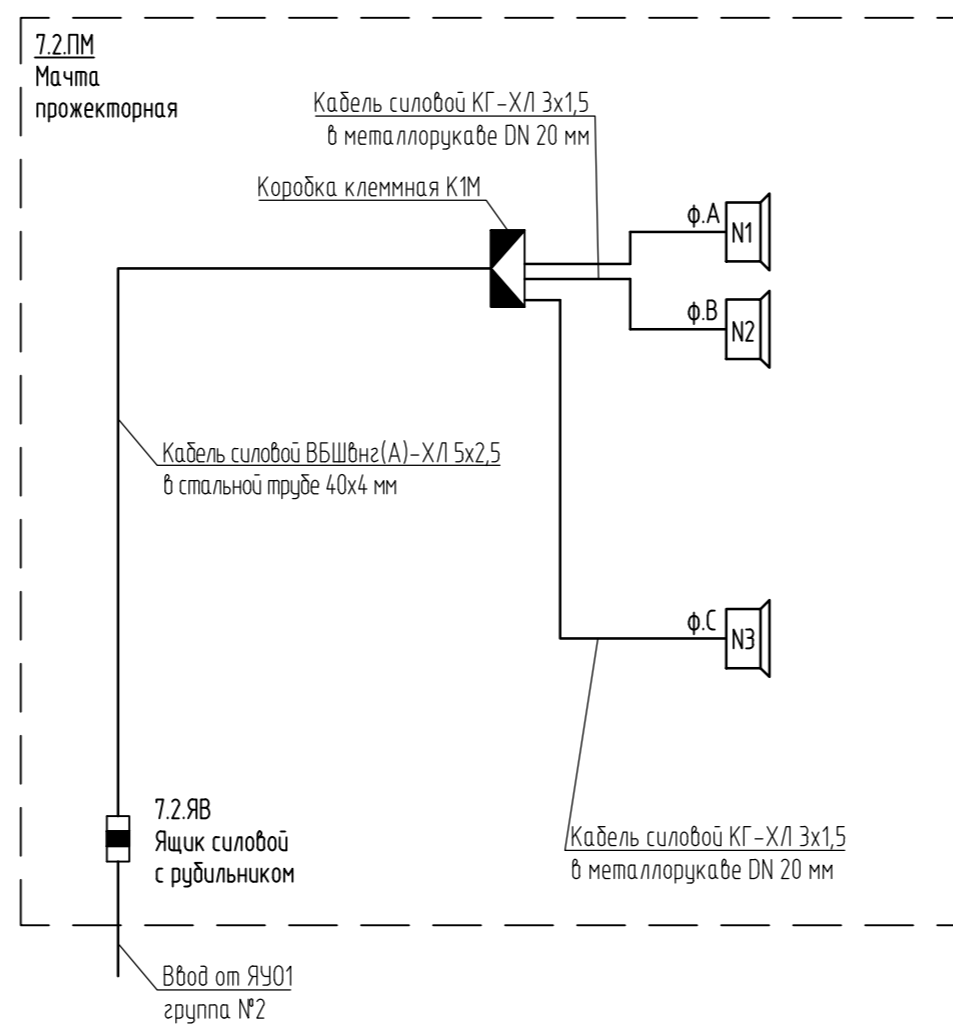 7.2.ПМ
Мачта
прожекторная
Кабель силовой КГ-ХЛ 3х1,5
в металлорукаве DN 20 мм
Коробка клеммная К1М
ф.А
N1
ф.В
N2
Кабель силовой ВБШвнг(А)-ХЛ 5х2,5
в стальной трубе 40х4 мм
ф.С
N3
7.2.ЯВ
Ящик силовой
с рубильником
Кабель силовой КГ-ХЛ 3х1,5
в металлорукаве DN 20 мм
Ввод от ЯУО1
группа №2